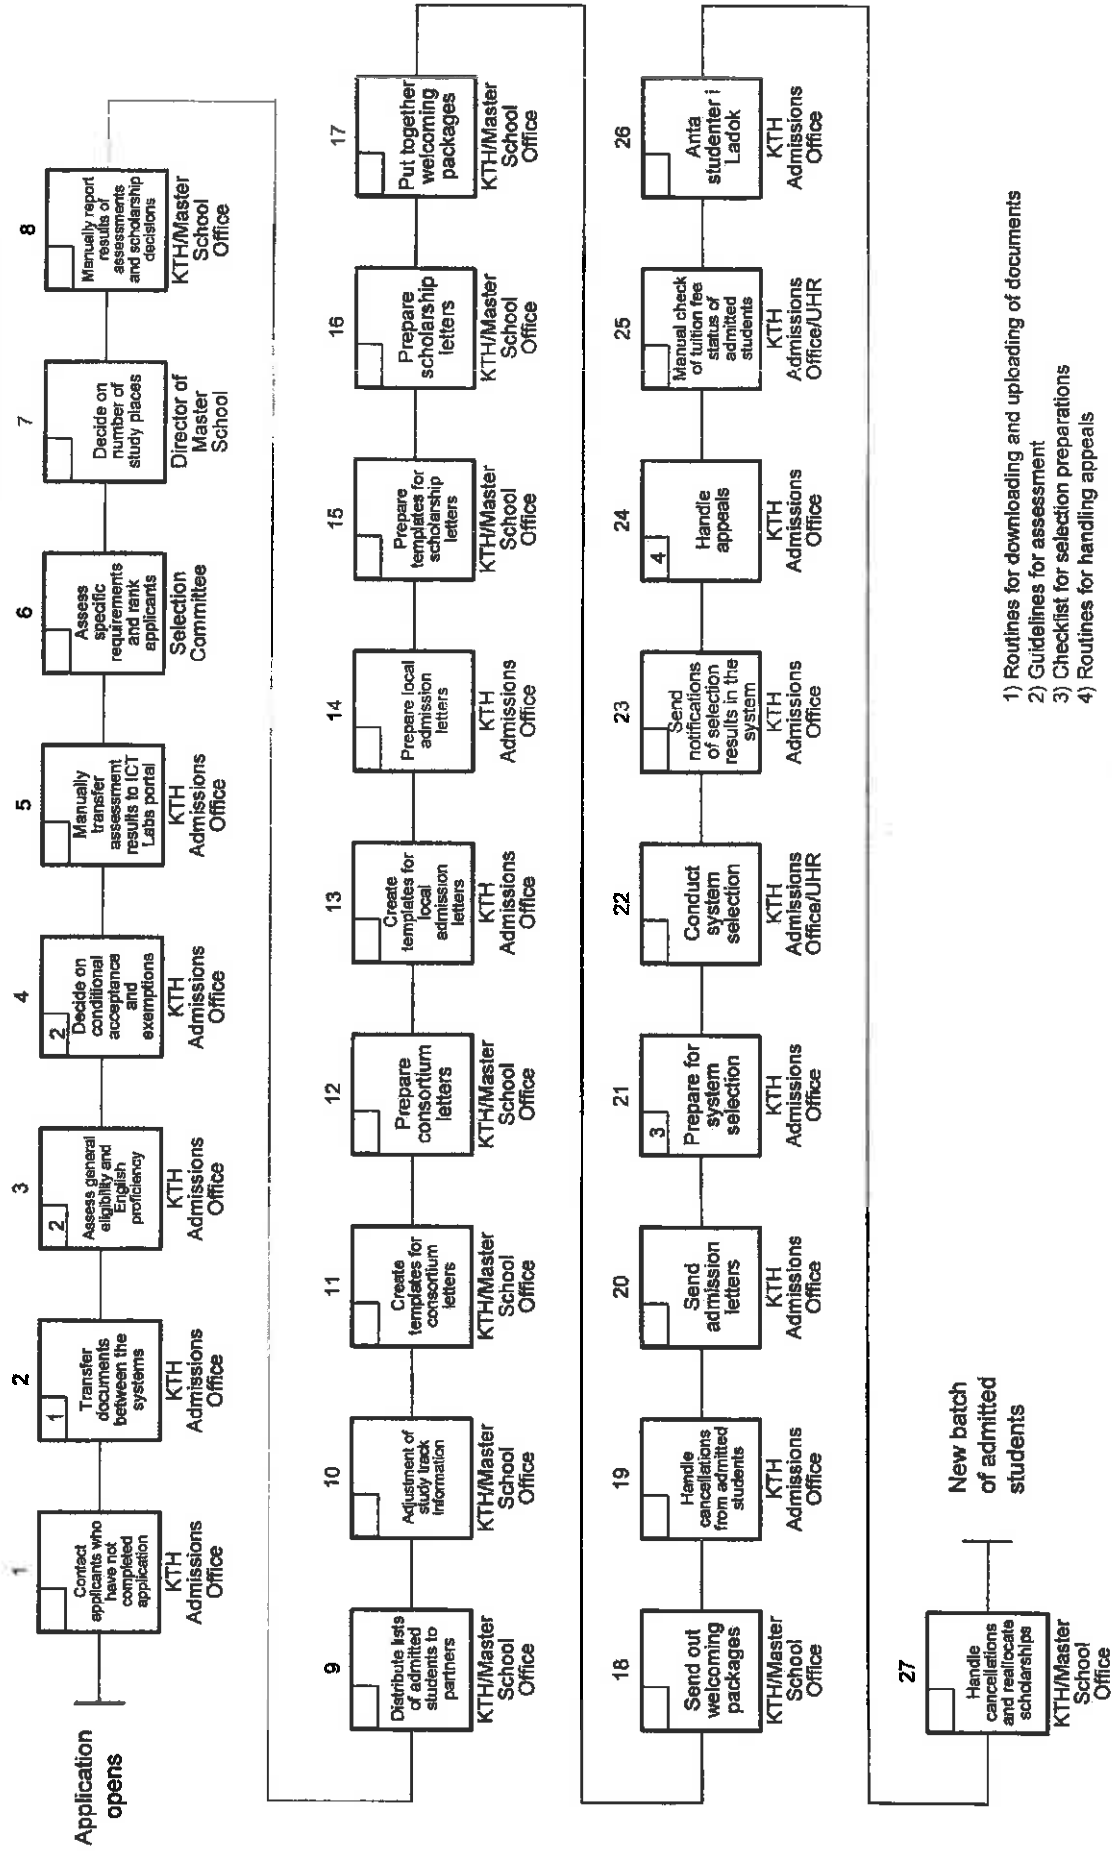 Application
opens
1
Contact
applicants who
have not
completed
application
KTH
Admissions
Office
2
1
Transfer
documents
between the
systems
KTH
Admissions
Office
3
2
Assess general
eligibility and
English
proficiency
KTH
Admissions
Office
4
2
Decide on
conditional
acceptance
and
exemptions
KTH
Admissions
Office
5
Manually
transfer
assessment
results to ICT
Labs portal
KTH
Admissions
Office
6
Assess
specific
requirements
and rank
applicants
Selection
Committee
7
Decide on
number of
study places
Director of
Master
School
8
Manually report
results of
assessments
and scholarship
decisions
KTH/Master
School
Office
9
Distribute lists
of admitted
students to
partners
KTH/Master
School
Office
10
Adjustment of
study track
information
KTH/Master
School
Office
11
Create
templates for
consortium
letters
KTH/Master
School
Office
12
Prepare
consortium
letters
KTH/Master
School
Office
13
Create
templates for
local
admission
letters
KTH
Admissions
Office
14
Prepare local
admission
letters
KTH
Admissions
Office
15
Prepare
templates for
scholarship
letters
KTH/Master
School
Office
16
Prepare
scholarship
letters
KTH/Master
School
Office
17
Put together
welcoming
packages
KTH/Master
School
Office
18
Send out
welcoming
packages
KTH/Master
School
Office
19
Handle
cancellations
from admitted
students
KTH
Admissions
Office
20
Send
admission
letters
KTH
Admissions
Office
21
3
Prepare for
system
selection
KTH
Admissions
Office
22
Conduct
system
selection
KTH
Admissions
Office/UHR
23
Send
notifications
of selection
results in the
system
KTH
Admissions
Office
24
4
Handle
appeals
KTH
Admissions
Office
25
Manual check
of tuition fee
status of
admitted
students
KTH
Admissions
Office/UHR
26
Anta
studenter i
Ladok
KTH
Admissions
Office
27
Handle
cancellations
and reallocate
scholarships
KTH/Master
School
Office
New batch
of admitted
students
1) Routines for downloading and uploading of documents
2) Guidelines for assessment
3) Checklist for selection preparations
4) Routines for handling appeals